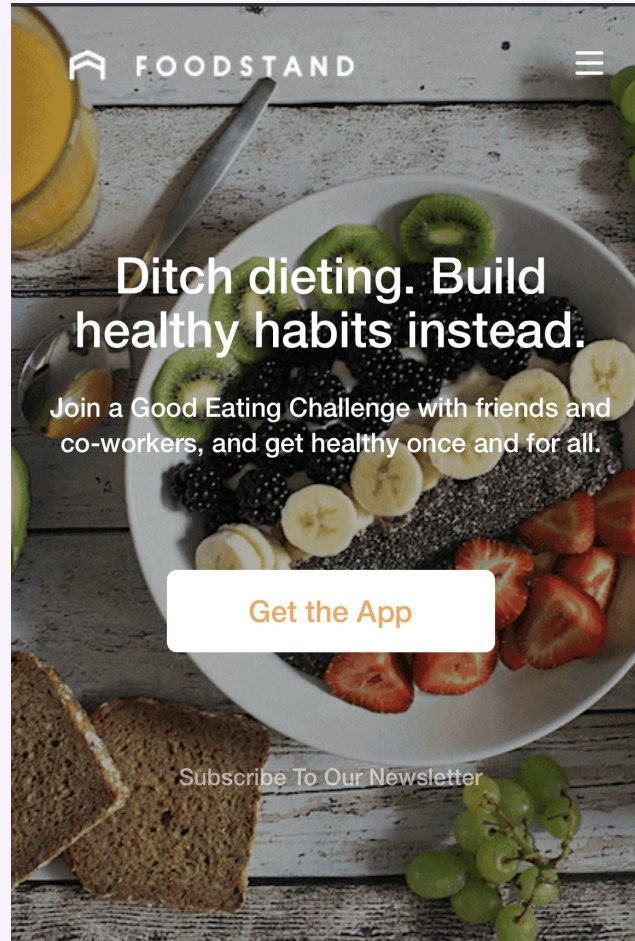 FOODSTAND
Ditch dieting. Build
healthy habits instead.
Join a Good Eating Challenge with friends and
co-workers, and get healthy once and for all.
Get the App
Subscribe To Our Newsletter